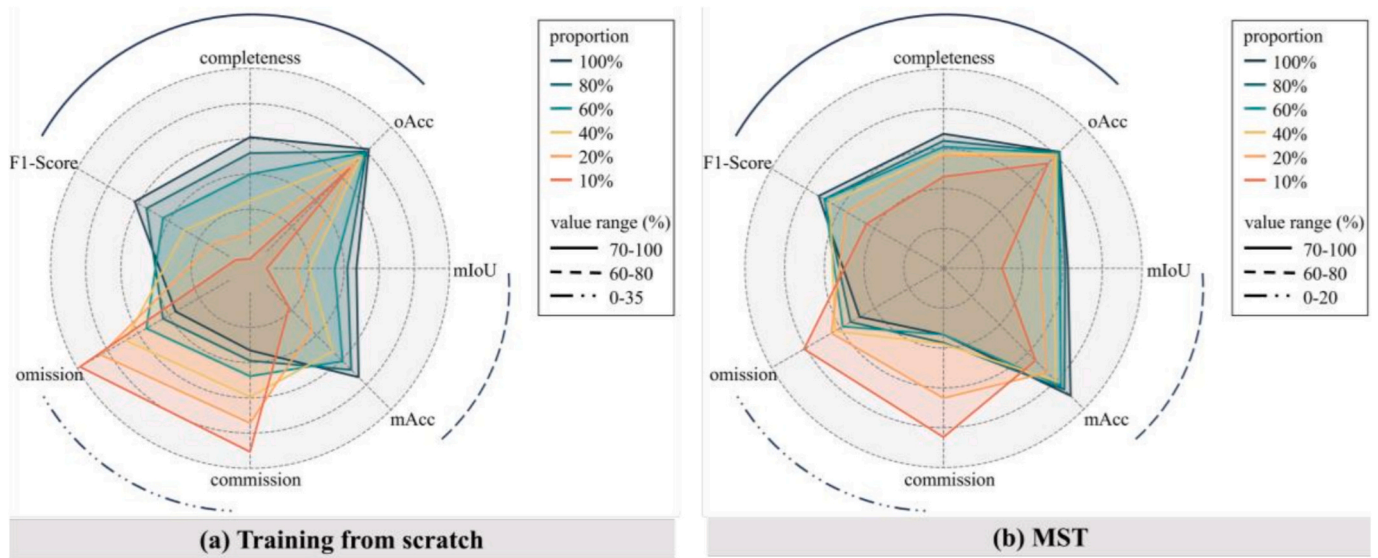 completeness
oAcc
F1-Score
mIoU
omission
mAcc
commission
proportion
100%
80%
60%
40%
20%
10%
value range (%)
70-100
60-80
0-35
(a) Training from scratch
completeness
oAcc
F1-Score
mIoU
omission
mAcc
commission
proportion
100%
80%
60%
40%
20%
10%
value range (%)
70-100
60-80
0-20
(b) MST